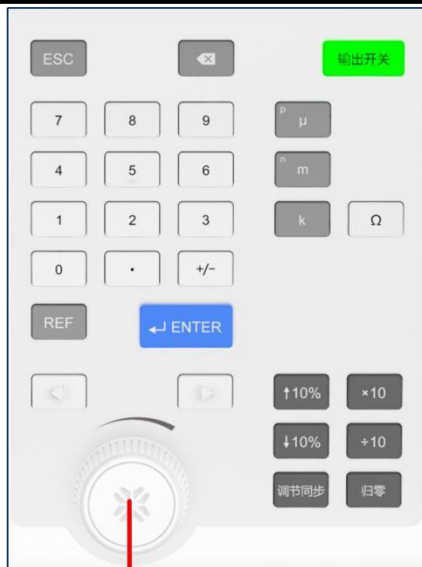 ESC 输出开关
7 8 9 p μ
4 5 6 n m
1 2 3 k Ω
0 · +/-
REF ↵ ENTER
↑10% ×10
↓10% ÷10
调节同步 归零